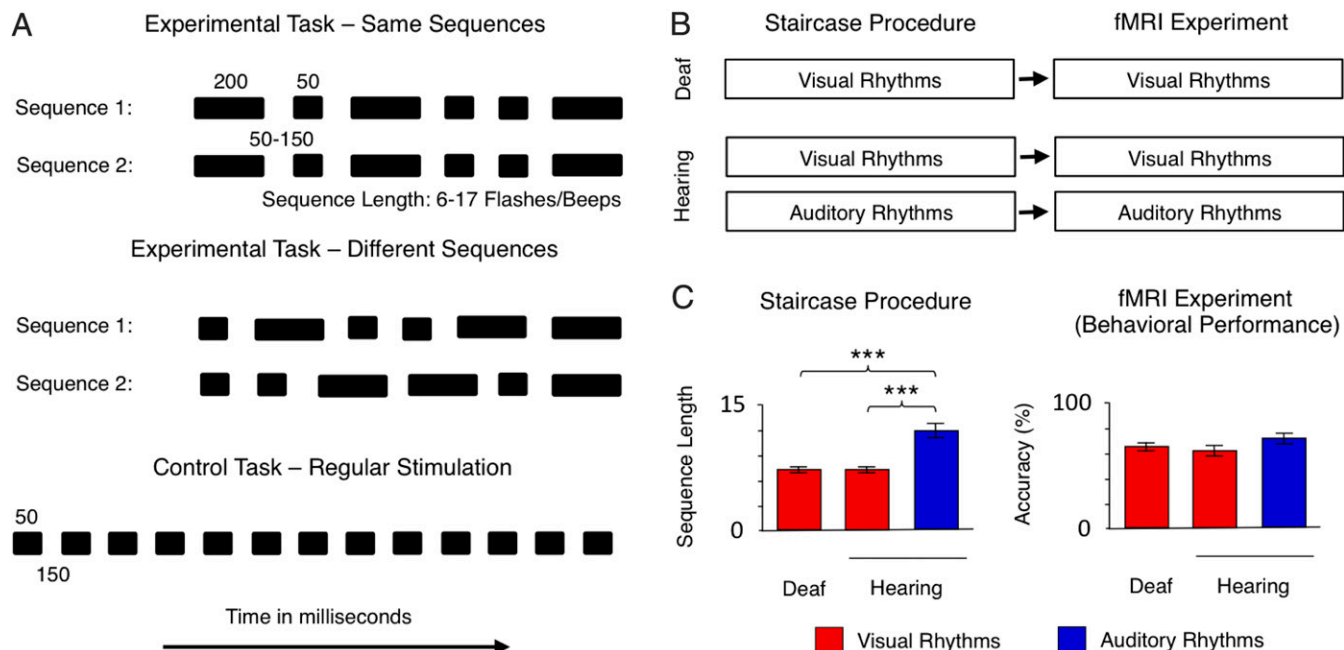 A
Experimental Task – Same Sequences
200 50
Sequence 1:
50-150
Sequence 2:
Sequence Length: 6-17 Flashes/Beeps
Experimental Task – Different Sequences
Sequence 1:
Sequence 2:
Control Task – Regular Stimulation
50
150
Time in milliseconds
B
Staircase Procedure fMRI Experiment
Deaf
Visual Rhythms Visual Rhythms
Hearing
Visual Rhythms Visual Rhythms
Auditory Rhythms Auditory Rhythms
C
Staircase Procedure
***
***
15
Sequence Length
0
Deaf Hearing
fMRI Experiment
(Behavioral Performance)
100
Accuracy (%)
0
Deaf Hearing
Visual Rhythms Auditory Rhythms